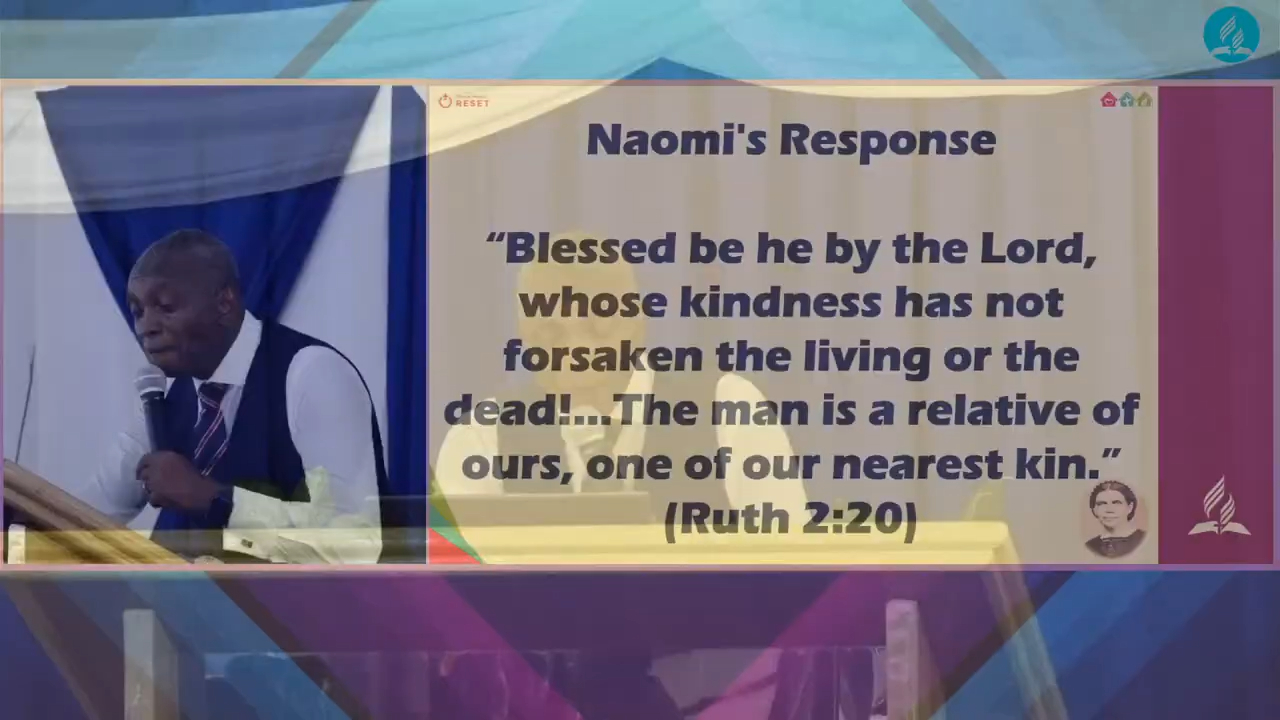 RESET
Naomi's Response
“Blessed be he by the Lord,
whose kindness has not
forsaken the living or the
dead!...The man is a relative of
ours, one of our nearest kin.”
(Ruth 2:20)